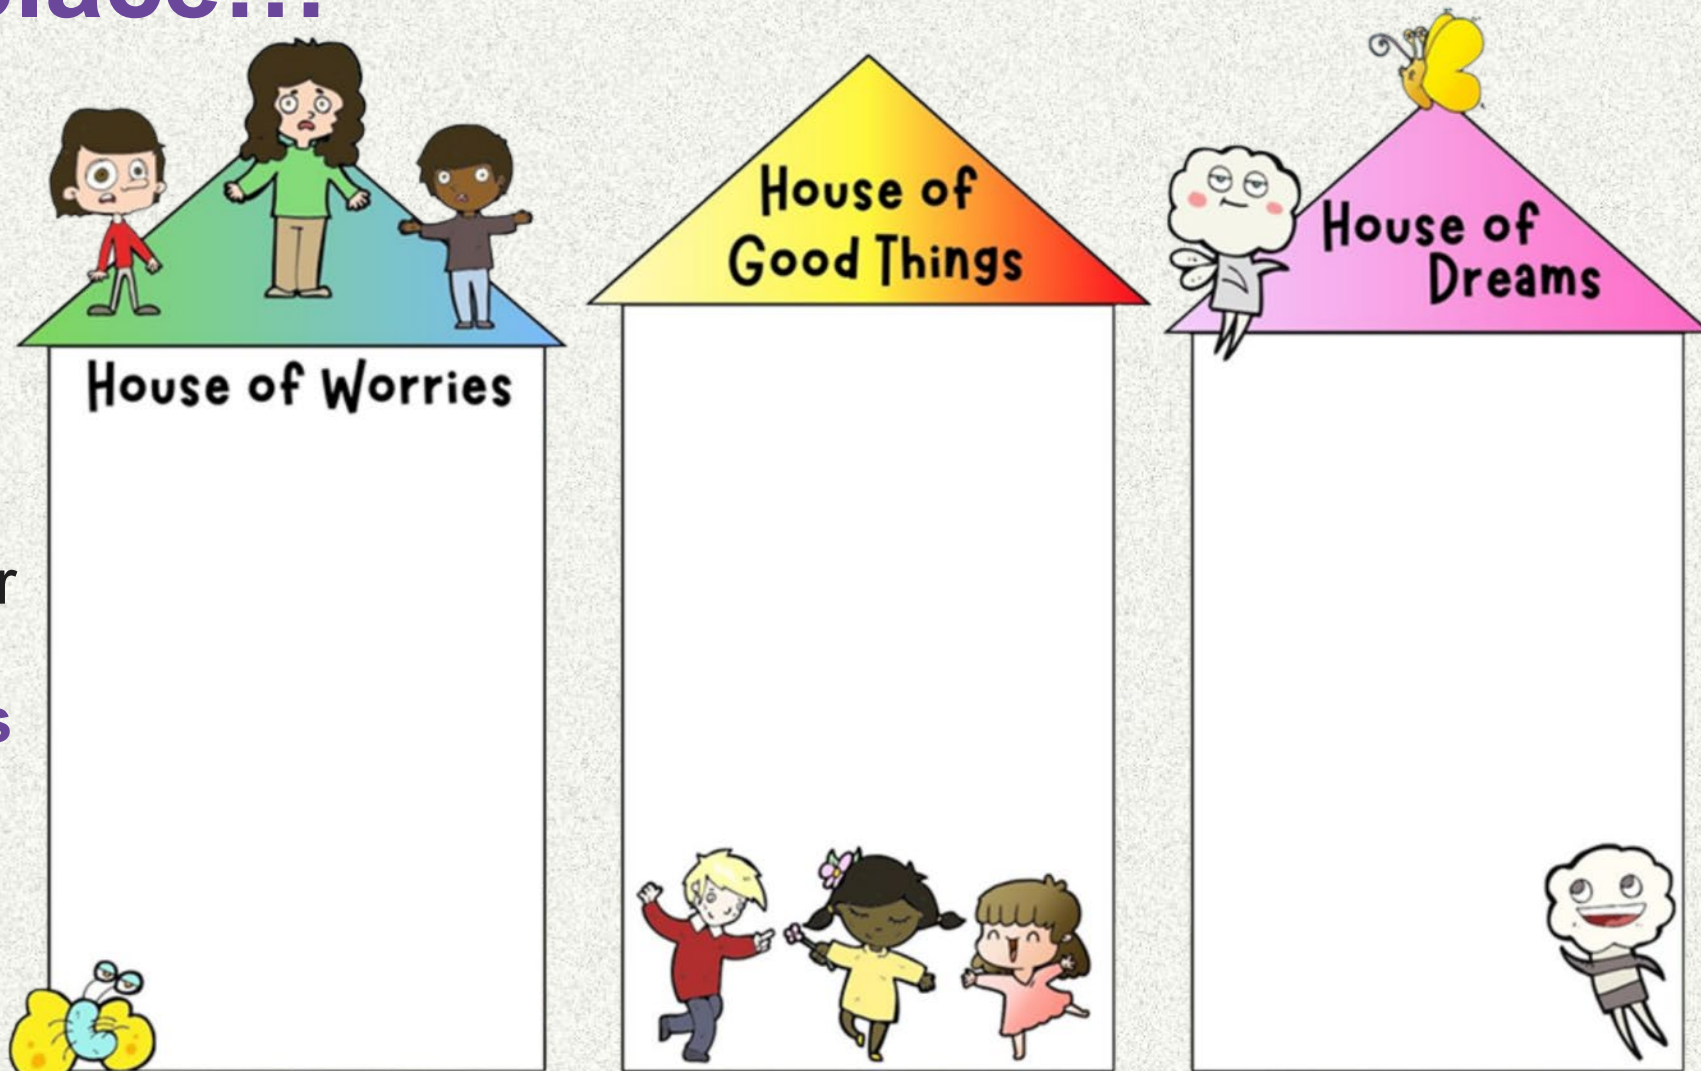 House of
Good Things
House of
Dreams
House of Worries
r
s